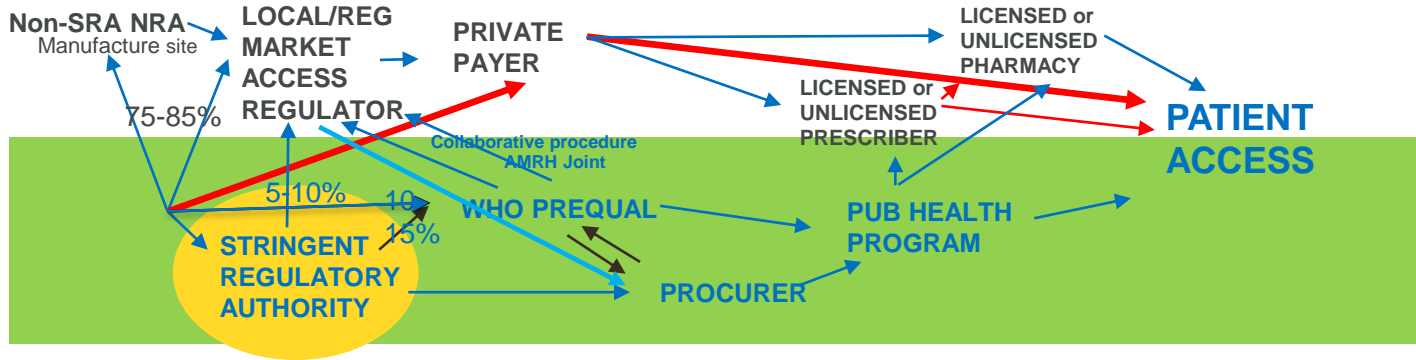 Non-SRA NRA
Manufacture site
LOCAL/REG
MARKET
ACCESS
REGULATOR
PRIVATE
PAYER
LICENSED or
UNLICENSED
PHARMACY
LICENSED or
UNLICENSED
PRESCRIBER
PATIENT
ACCESS
75-85%
Collaborative procedure
AMRH Joint
5-10%
10-
15%
WHO PREQUAL
PUB HEALTH
PROGRAM
STRINGENT
REGULATORY
AUTHORITY
PROCURER